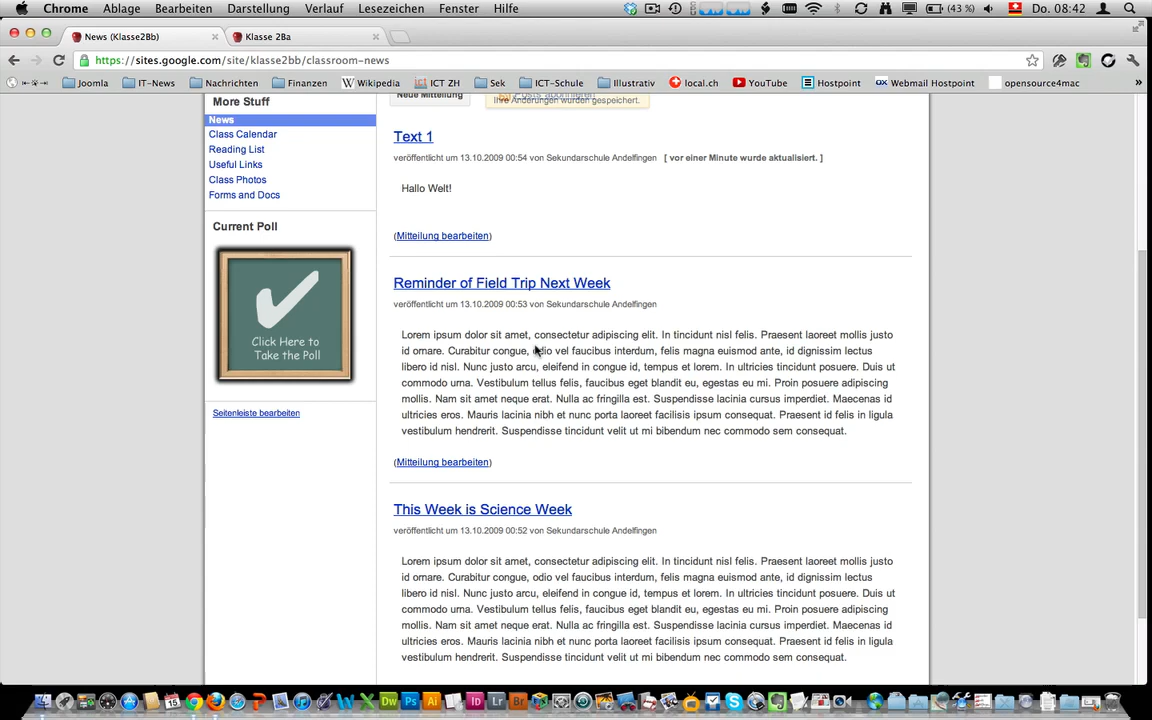 Chrome Ablage Bearbeiten Darstellung Verlauf Lesezeichen Fenster Hilfe (43 %) Do. 08:42
News (Klasse2Bb) Klasse 2Ba
https://sites.google.com/site/klasse2bb/classroom-news
Joomla IT-News Nachrichten Finanzen Wikipedia ICT ZH Sek ICT-Schule Illustrativ local.ch YouTube Hostpoint Webmail Hostpoint opensource4mac »
More Stuff
News
Class Calendar
Reading List
Useful Links
Class Photos
Forms and Docs
Current Poll
Click Here to
Take the Poll
Seitenleiste bearbeiten
Neue Mitteilung Posts abonnieren
Ihre Änderungen wurden gespeichert.
Text 1
veröffentlicht um 13.10.2009 00:54 von Sekundarschule Andelfingen [ vor einer Minute wurde aktualisiert. ]
Hallo Welt!
(Mitteilung bearbeiten)
Reminder of Field Trip Next Week
veröffentlicht um 13.10.2009 00:53 von Sekundarschule Andelfingen
Lorem ipsum dolor sit amet, consectetur adipiscing elit. In tincidunt nisl felis. Praesent laoreet mollis justo
id ornare. Curabitur congue, odio vel faucibus interdum, felis magna euismod ante, id dignissim lectus
libero id nisl. Nunc justo arcu, eleifend in congue id, tempus et lorem. In ultricies tincidunt posuere. Duis ut
commodo urna. Vestibulum tellus felis, faucibus eget blandit eu, egestas eu mi. Proin posuere adipiscing
mollis. Nam sit amet neque erat. Nulla ac fringilla est. Suspendisse lacinia cursus imperdiet. Maecenas id
ultricies eros. Mauris lacinia nibh et nunc porta laoreet facilisis ipsum consequat. Praesent id felis in ligula
vestibulum hendrerit. Suspendisse tincidunt velit ut mi bibendum nec commodo sem consequat.
(Mitteilung bearbeiten)
This Week is Science Week
veröffentlicht um 13.10.2009 00:52 von Sekundarschule Andelfingen
Lorem ipsum dolor sit amet, consectetur adipiscing elit. In tincidunt nisl felis. Praesent laoreet mollis justo
id ornare. Curabitur congue, odio vel faucibus interdum, felis magna euismod ante, id dignissim lectus
libero id nisl. Nunc justo arcu, eleifend in congue id, tempus et lorem. In ultricies tincidunt posuere. Duis ut
commodo urna. Vestibulum tellus felis, faucibus eget blandit eu, egestas eu mi. Proin posuere adipiscing
mollis. Nam sit amet neque erat. Nulla ac fringilla est. Suspendisse lacinia cursus imperdiet. Maecenas id
ultricies eros. Mauris lacinia nibh et nunc porta laoreet facilisis ipsum consequat. Praesent id felis in ligula
vestibulum hendrerit. Suspendisse tincidunt velit ut mi bibendum nec commodo sem consequat.
15 Dw Ps Ai Id Lr Br